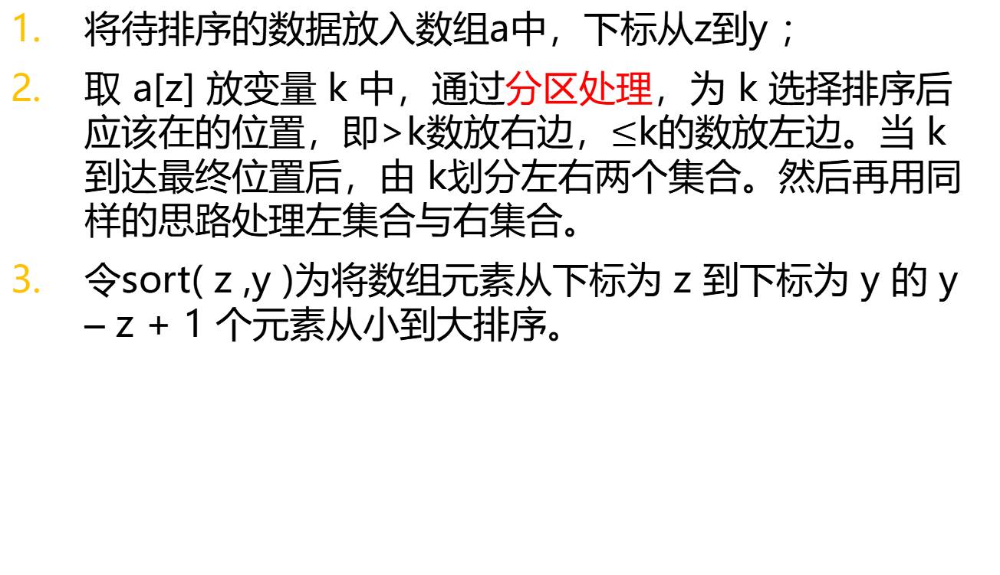 1. 将待排序的数据放入数组a中，下标从z到y ；
2. 取 a[z] 放变量 k 中，通过分区处理，为 k 选择排序后
应该在的位置，即>k数放右边，≤k的数放左边。当 k
到达最终位置后，由 k划分左右两个集合。然后再用同
样的思路处理左集合与右集合。
3. 令sort( z ,y )为将数组元素从下标为 z 到下标为 y 的 y
– z + 1 个元素从小到大排序。